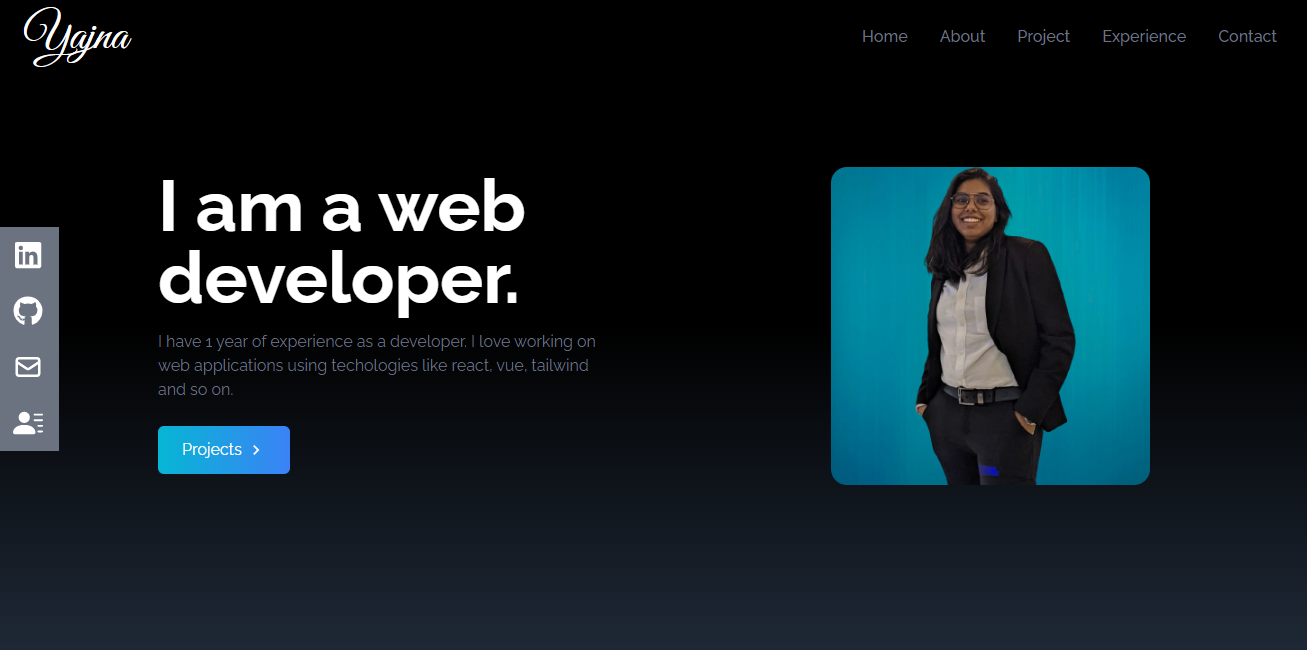 Yajna
Home About Project Experience Contact
I am a web
developer.
I have 1 year of experience as a developer. I love working on
web applications using techologies like react, vue, tailwind
and so on.
Projects
in